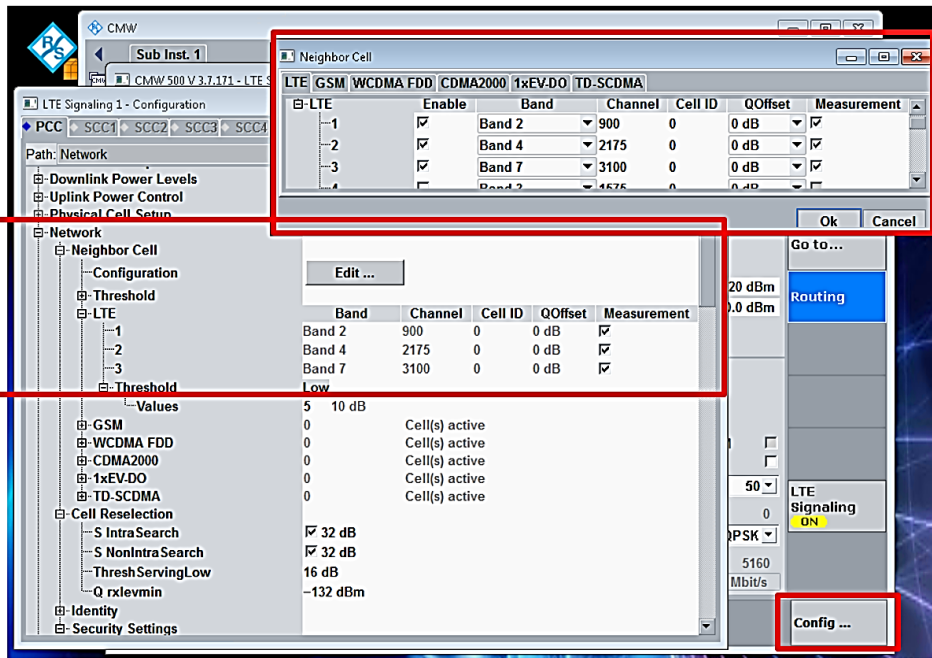 CMW
Sub Inst. 1
CMW 500 V 3.7.171 - LTE S
Neighbor Cell
LTE GSM WCDMA FDD CDMA2000 1xEV-DO TD-SCDMA
LTE Enable Band Channel Cell ID QOffset Measurement
1 Band 2 900 0 0 dB
2 Band 4 2175 0 0 dB
3 Band 7 3100 0 0 dB
4 Band 2 1575 0 0 dB
Ok Cancel
LTE Signaling 1 - Configuration
PCC SCC1 SCC2 SCC3 SCC4
Path: Network
Downlink Power Levels
Uplink Power Control
Physical Cell Setup
Network
Neighbor Cell
Configuration Edit ...
Threshold
LTE Band Channel Cell ID QOffset Measurement
1 Band 2 900 0 0 dB
2 Band 4 2175 0 0 dB
3 Band 7 3100 0 0 dB
Threshold Low
Values 5 10 dB
GSM 0 Cell(s) active
WCDMA FDD 0 Cell(s) active
CDMA2000 0 Cell(s) active
1xEV-DO 0 Cell(s) active
TD-SCDMA 0 Cell(s) active
Cell Reselection
S IntraSearch 32 dB
S NonIntraSearch 32 dB
ThreshServingLow 16 dB
Q rxlevmin −132 dBm
Identity
Security Settings
Go to...
20 dBm
Routing
0.0 dBm
50
LTE
Signaling
ON
0
QPSK
5160
Mbit/s
Config ...